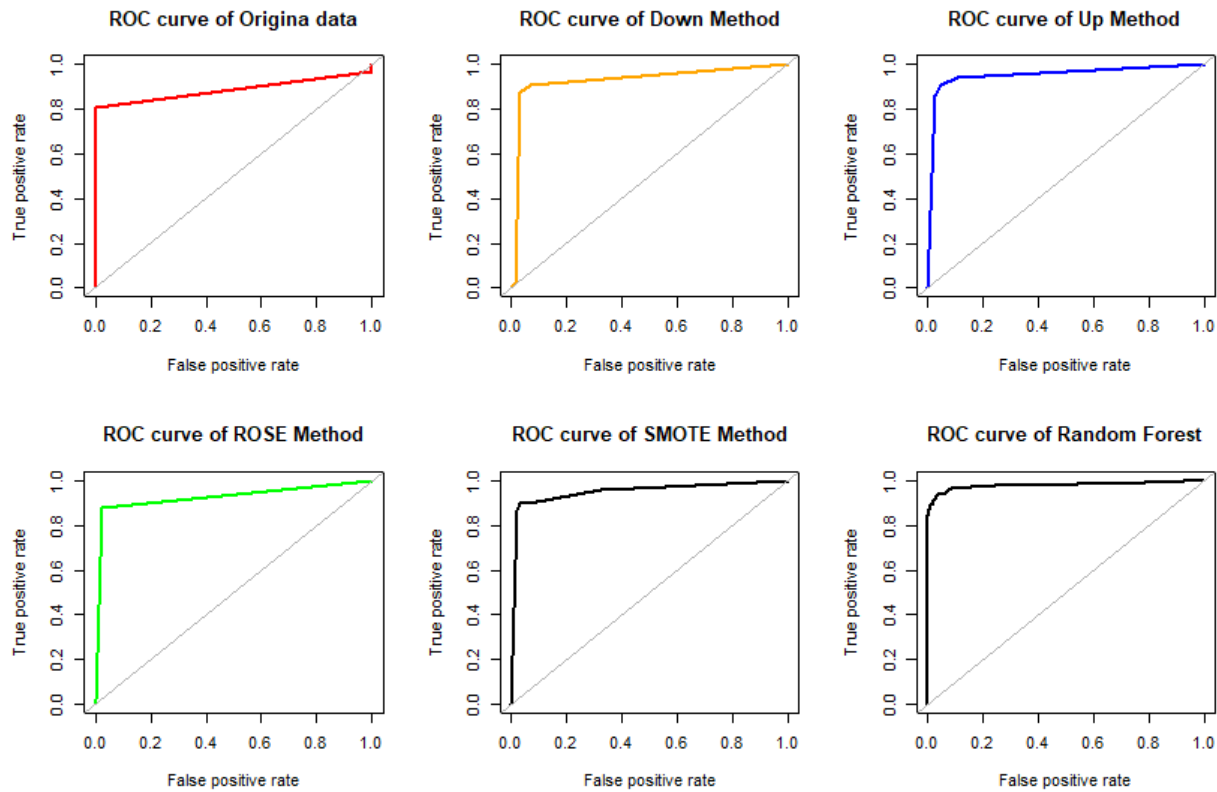 ROC curve of Origina data
True positive rate
0.0 0.2 0.4 0.6 0.8 1.0
0.0 0.2 0.4 0.6 0.8 1.0
False positive rate
ROC curve of Down Method
True positive rate
0.0 0.2 0.4 0.6 0.8 1.0
0.0 0.2 0.4 0.6 0.8 1.0
False positive rate
ROC curve of Up Method
True positive rate
0.0 0.2 0.4 0.6 0.8 1.0
0.0 0.2 0.4 0.6 0.8 1.0
False positive rate
ROC curve of ROSE Method
True positive rate
0.0 0.2 0.4 0.6 0.8 1.0
0.0 0.2 0.4 0.6 0.8 1.0
False positive rate
ROC curve of SMOTE Method
True positive rate
0.0 0.2 0.4 0.6 0.8 1.0
0.0 0.2 0.4 0.6 0.8 1.0
False positive rate
ROC curve of Random Forest
True positive rate
0.0 0.2 0.4 0.6 0.8 1.0
0.0 0.2 0.4 0.6 0.8 1.0
False positive rate